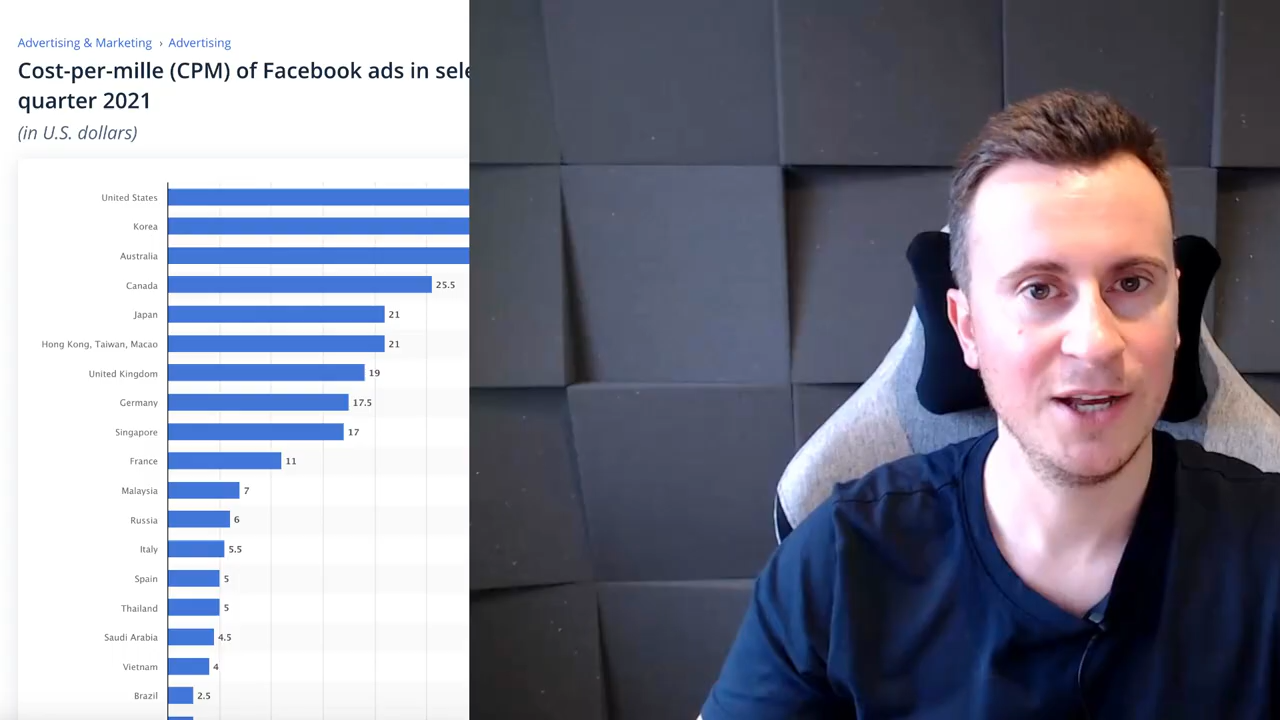 Advertising & Marketing › Advertising
Cost-per-mille (CPM) of Facebook ads in sele
quarter 2021
(in U.S. dollars)
United States
Korea
Australia
Canada 25.5
Japan 21
Hong Kong, Taiwan, Macao 21
United Kingdom 19
Germany 17.5
Singapore 17
France 11
Malaysia 7
Russia 6
Italy 5.5
Spain 5
Thailand 5
Saudi Arabia 4.5
Vietnam 4
Brazil 2.5